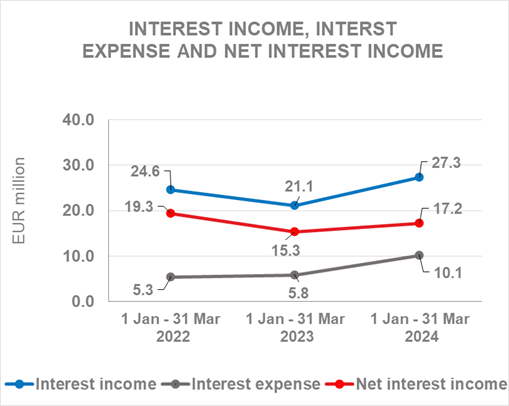 INTEREST INCOME, INTERST
EXPENSE AND NET INTEREST INCOME
EUR million
40.0
30.0
20.0
10.0
0.0
24.6
21.1
27.3
19.3
15.3
17.2
5.3
5.8
10.1
1 Jan - 31 Mar 1 Jan - 31 Mar 1 Jan - 31 Mar
2022 2023 2024
Interest income Interest expense Net interest income